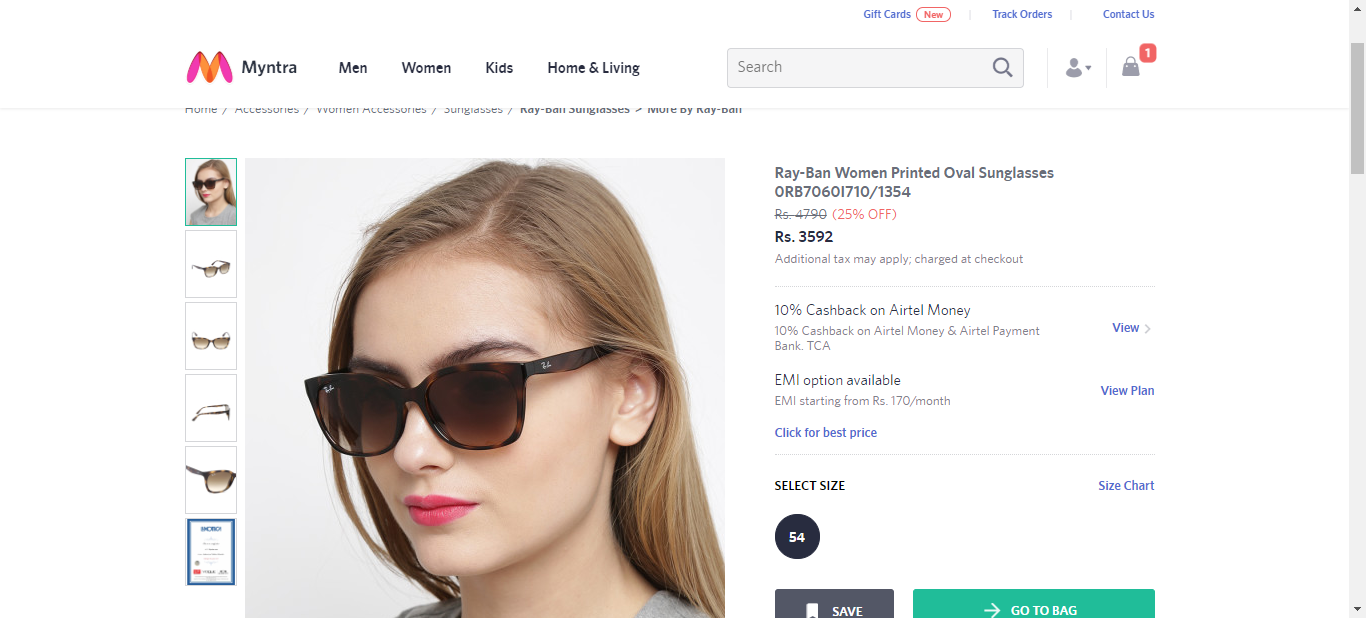 Gift Cards New Track Orders Contact Us
Myntra Men Women Kids Home & Living Search 1
Home / Accessories / Women Accessories / Sunglasses / Ray-Ban Sunglasses > More By Ray-Ban
Ray-Ban Women Printed Oval Sunglasses
0RB7060I710/1354
Rs. 4790 (25% OFF)
Rs. 3592
Additional tax may apply; charged at checkout
10% Cashback on Airtel Money
10% Cashback on Airtel Money & Airtel Payment
Bank. TCA
View
EMI option available
EMI starting from Rs. 170/month
View Plan
Click for best price
SELECT SIZE Size Chart
54
SAVE GO TO BAG
Ray-Ban